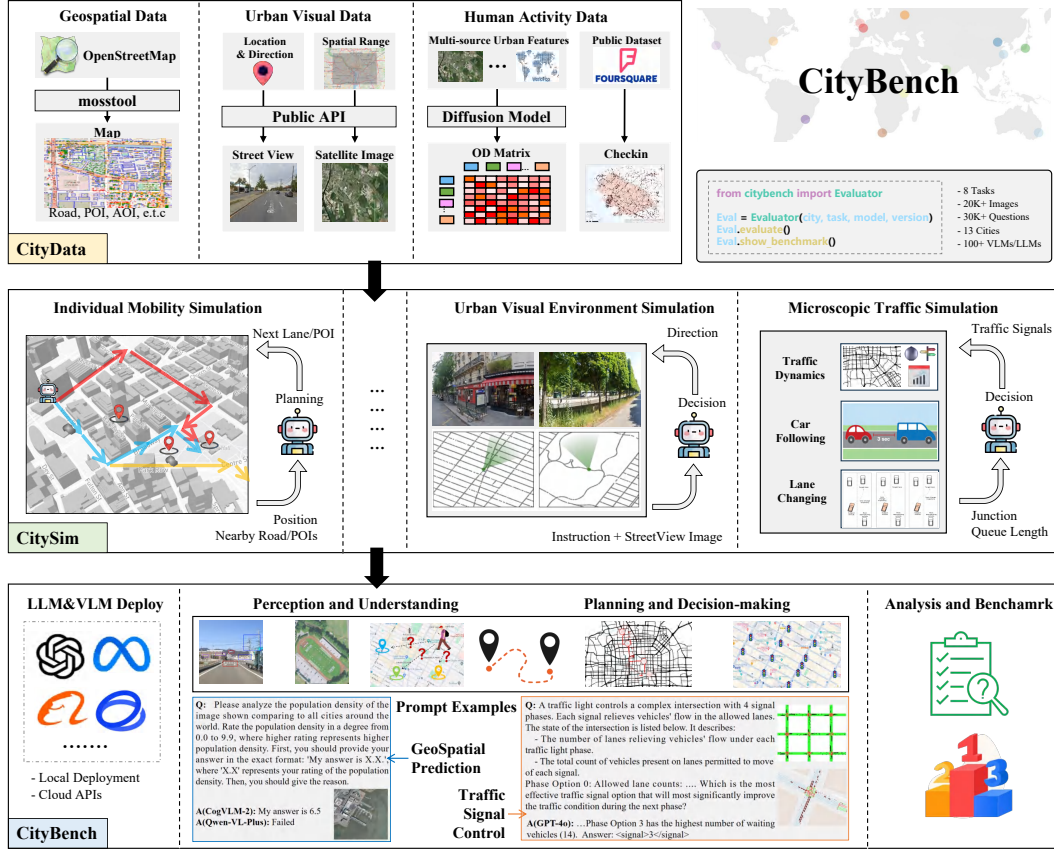 Geospatial Data
OpenStreetMap
mosstool
Map
Road, POI, AOI, e.t.c
CityData
Urban Visual Data
Location
& Direction
Spatial Range
Public API
Street View
Satellite Image
Human Activity Data
Multi-source Urban Features
Public Dataset
...
WorldPop
FOURSQUARE
Diffusion Model
OD Matrix
Checkin
CityBench
from citybench import Evaluator
Eval = Evaluator(city, task, model, version)
Eval.evaluate()
Eval.show_benchmark()
- 8 Tasks
- 20K+ Images
- 30K+ Questions
- 13 Cities
- 100+ VLMs/LLMs
Individual Mobility Simulation
Next Lane/POI
Planning
Position
Nearby Road/POIs
CitySim
Urban Visual Environment Simulation
Direction
Decision
Instruction + StreetView Image
Microscopic Traffic Simulation
Traffic
Dynamics
Car
Following
Lane
Changing
Traffic Signals
Decision
Junction
Queue Length
LLM&VLM Deploy
.......
- Local Deployment
- Cloud APIs
CityBench
Perception and Understanding
Planning and Decision-making
Prompt Examples
GeoSpatial
Prediction
Traffic
Signal
Control
Q: Please analyze the population density of the
image shown comparing to all cities around the
world. Rate the population density in a degree from
0.0 to 9.9, where higher rating represents higher
population density. First, you should provide your
answer in the exact format: 'My answer is X.X.',
where 'X.X' represents your rating of the population
density. Then, you should give the reason.
A(CogVLM-2): My answer is 6.5
A(Qwen-VL-Plus): Failed
Q: A traffic light controls a complex intersection with 4 signal
phases. Each signal relieves vehicles' flow in the allowed lanes.
The state of the intersection is listed below. It describes:
- The number of lanes relieving vehicles' flow under each
traffic light phase.
- The total count of vehicles present on lanes permitted to move
of each signal.
Phase Option 0: Allowed lane counts: .... Which is the most
effective traffic signal option that will most significantly improve
the traffic condition during the next phase?
A(GPT-4o): …Phase Option 3 has the highest number of waiting
vehicles (14). Answer: <signal>3</signal>
Analysis and Benchamrk
1
2
3